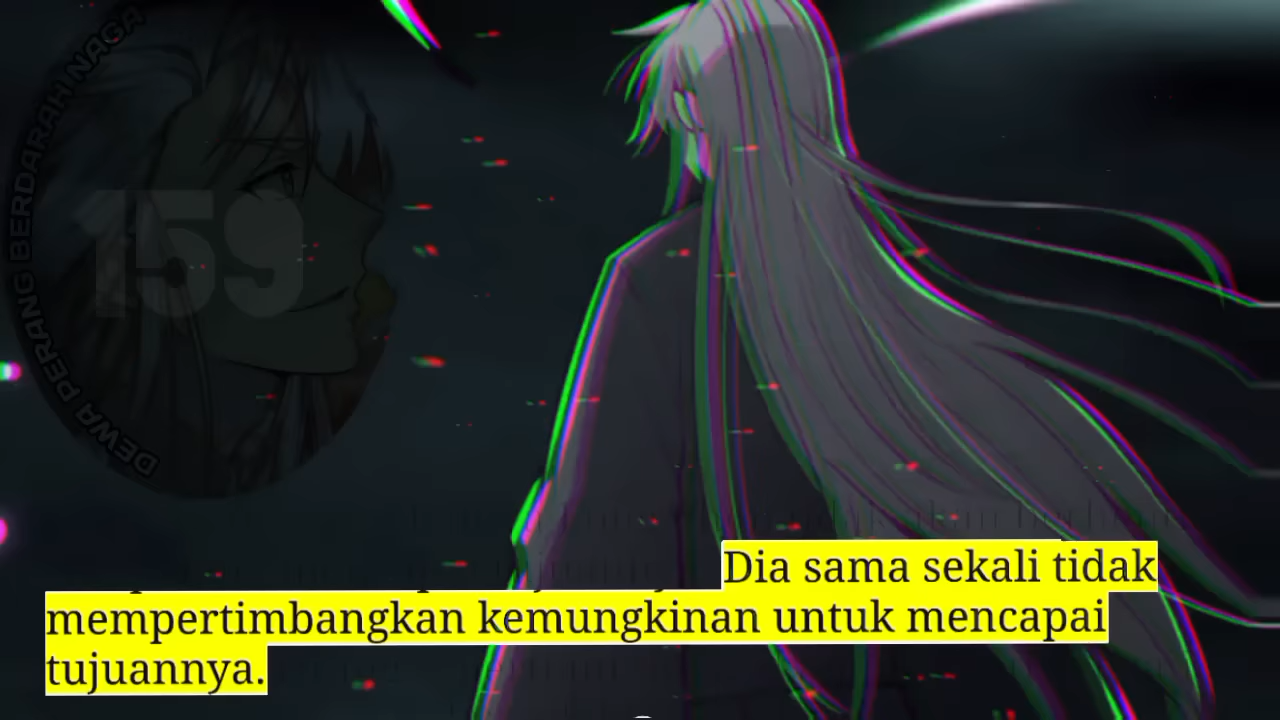 DEWA PERANG BERDARAH NAGA
159
Dia sama sekali tidak
mempertimbangkan kemungkinan untuk mencapai
tujuannya.